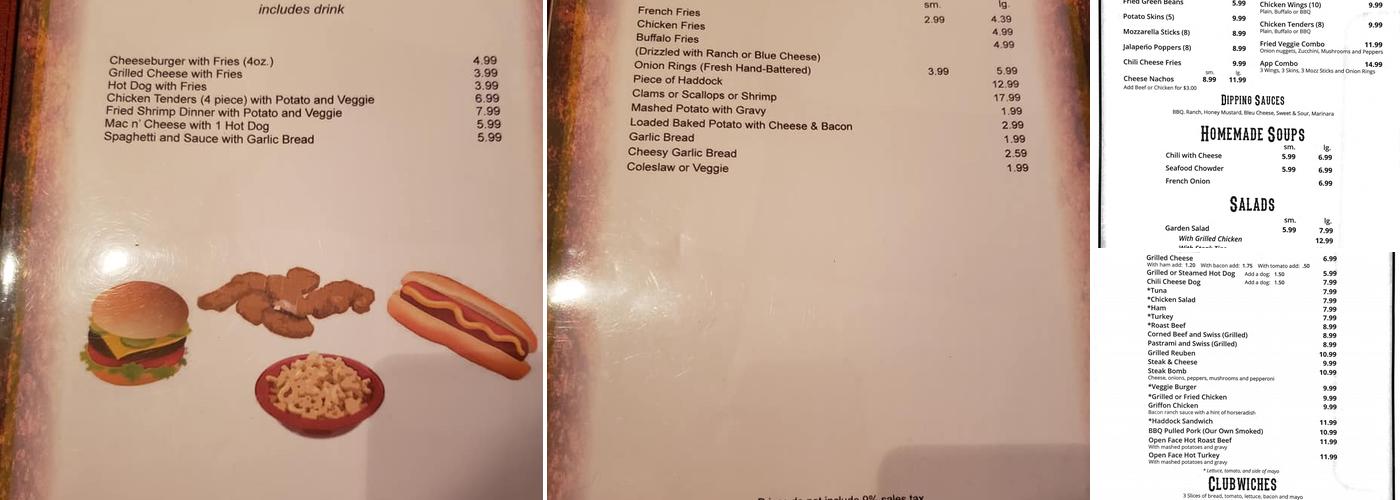 includes drink
Cheeseburger with Fries (4oz.) 4.99
Grilled Cheese with Fries 3.99
Hot Dog with Fries 3.99
Chicken Tenders (4 piece) with Potato and Veggie 6.99
Fried Shrimp Dinner with Potato and Veggie 7.99
Mac n' Cheese with 1 Hot Dog 5.99
Spaghetti and Sauce with Garlic Bread 5.99
sm. lg.
French Fries 2.99 4.39
Chicken Fries 4.99
Buffalo Fries 4.99
(Drizzled with Ranch or Blue Cheese)
Onion Rings (Fresh Hand-Battered) 3.99 5.99
Piece of Haddock 12.99
Clams or Scallops or Shrimp 17.99
Mashed Potato with Gravy 1.99
Loaded Baked Potato with Cheese & Bacon 2.99
Garlic Bread 1.99
Cheesy Garlic Bread 2.59
Coleslaw or Veggie 1.99
not include 9% sales tax
Fried Green Beans 5.99
Potato Skins (5) 9.99
Mozzarella Sticks (8) 8.99
Jalapeño Poppers (8) 8.99
Chili Cheese Fries 9.99
sm. lg.
Cheese Nachos 8.99 11.99
Add Beef or Chicken for $3.00
Chicken Wings (10) 9.99
Plain, Buffalo or BBQ
Chicken Tenders (8) 9.99
Plain, Buffalo or BBQ
Fried Veggie Combo 11.99
Onion nuggets, Zucchini, Mushrooms and Peppers
App Combo 14.99
3 Wings, 3 Skins, 3 Mozz Sticks and Onion Rings
Dipping Sauces
BBQ, Ranch, Honey Mustard, Bleu Cheese, Sweet & Sour, Marinara
Homemade Soups
sm. lg.
Chili with Cheese 5.99 6.99
Seafood Chowder 5.99 6.99
French Onion 6.99
Salads
sm. lg.
Garden Salad 5.99 7.99
With Grilled Chicken 12.99
Grilled Cheese 6.99
With ham add: 1.20 With bacon add: 1.75 With tomato add: .50
Grilled or Steamed Hot Dog Add a dog: 1.50 5.99
Chili Cheese Dog Add a dog: 1.50 7.99
*Tuna 7.99
*Chicken Salad 7.99
*Ham 7.99
*Turkey 7.99
*Roast Beef 8.99
Corned Beef and Swiss (Grilled) 8.99
Pastrami and Swiss (Grilled) 8.99
Grilled Reuben 10.99
Steak & Cheese 9.99
Steak Bomb 10.99
Cheese, onions, peppers, mushrooms and pepperoni
*Veggie Burger 9.99
*Grilled or Fried Chicken 9.99
Griffon Chicken 9.99
Bacon ranch sauce with a hint of horseradish
*Haddock Sandwich 11.99
BBQ Pulled Pork (Our Own Smoked) 10.99
Open Face Hot Roast Beef 11.99
With mashed potatoes and gravy
Open Face Hot Turkey 11.99
With mashed potatoes and gravy
* Lettuce, tomato, and side of mayo
Clubwiches
3 Slices of bread, tomato, lettuce, bacon and mayo